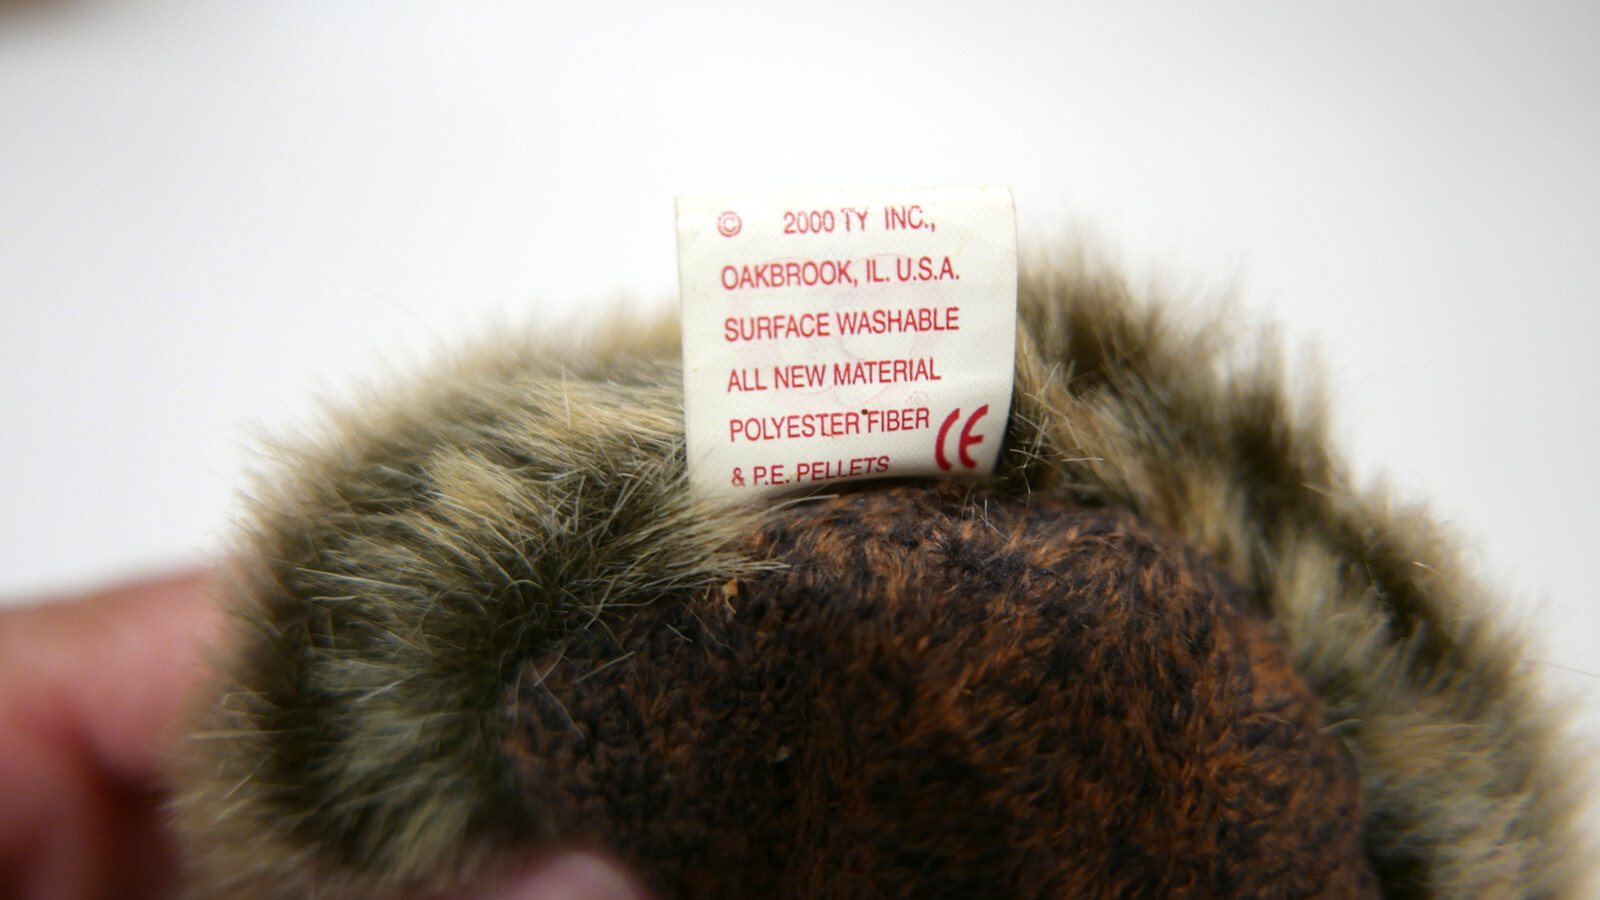 © 2000 TY INC.,
OAKBROOK, IL. U.S.A.
SURFACE WASHABLE
ALL NEW MATERIAL
POLYESTER FIBER
& P.E. PELLETS CE